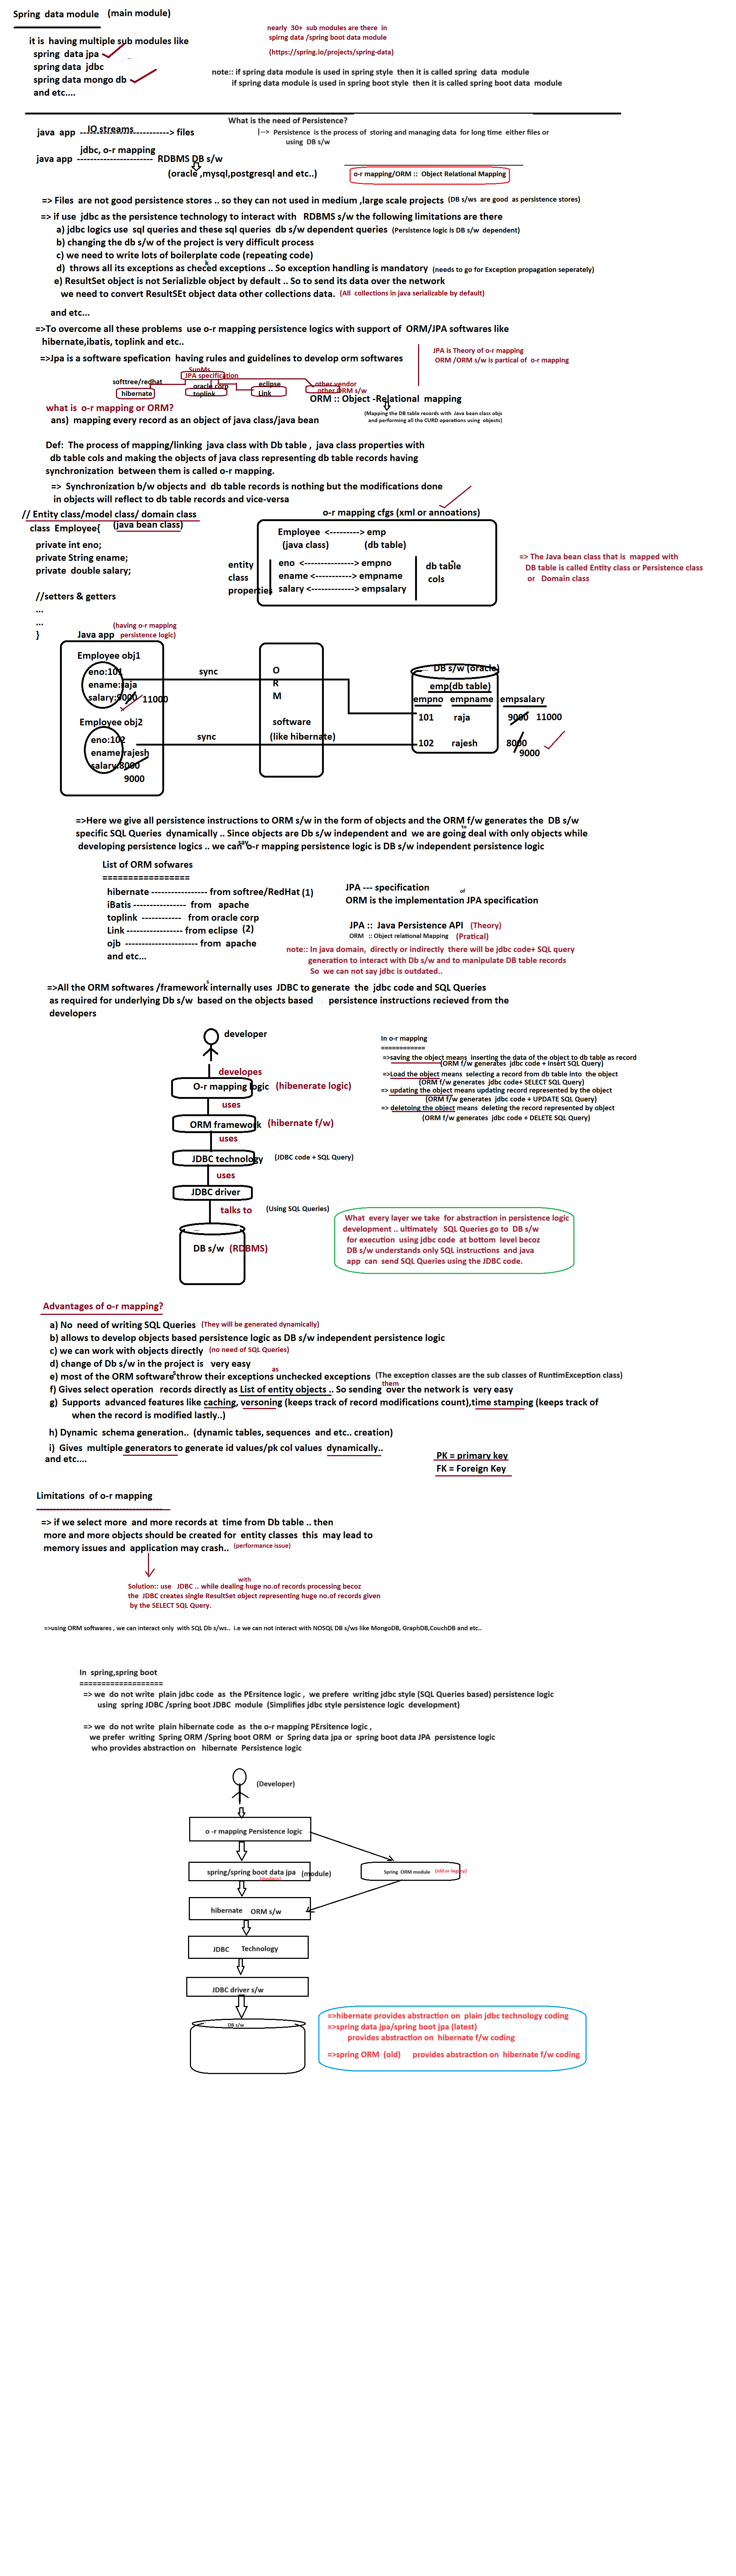 Spring  data module   (main module)
nearly  30+  sub modules are there  in
spirng data /spring boot data module
(https://spring.io/projects/spring-data)
it is  having multiple sub modules like
spring  data jpa
spring data  jdbc
spring data mongo db
and etc....
note:: if spring data module is used in spring style  then it is called spring  data  module
if spring data module is used in spring boot style  then it is called spring boot data  module
What is the need of Persistence?
|-->  Persistence  is the process of  storing and managing data  for long time  either files or
using  DB s/w
IO streams
java  app  ---------------------------> files
jdbc, o-r mapping
java app  -----------------------  RDBMS DB s/w
(oracle ,mysql,postgresql and etc..)
o-r mapping/ORM ::  Object Relational Mapping
=> Files  are not good persistence stores .. so they can not used in medium ,large scale projects  (DB s/ws  are good  as persistence stores)
=> if use  jdbc as the persistence technology to interact with   RDBMS s/w the following limitations are there
a) jdbc logics use  sql queries and these sql queries  db s/w dependent queries  (Persistence logic is DB s/w  dependent)
b) changing the db s/w of the project is very difficult process
c) we need to write lots of boilerplate code (repeating code)
d)  throws all its exceptions as checed exceptions .. So exception handling is mandatory  (needs to go for Exception propagation seperately)
k
e) ResultSet object is not Serializble object by default .. So to send its data over the network
we need to convert ResultSEt object data other collections data.  (All  collections in java serializable by default)
and etc...
=>To overcome all these problems  use o-r mapping persistence logics with support of  ORM/JPA softwares like
hibernate,ibatis, toplink and etc..
=>Jpa is a software spefication  having rules and guidelines to develop orm softwares
JPA is Theory of o-r mapping
ORM /ORM s/w is partical of  o-r mapping
SunMs
JPA specification
softtree/redhat
hibernate
oracle corp
toplink
eclipse
Link
other vendor
other ORM s/w
ORM :: Object -Relational  mapping
(Mapping the DB table records with  Java bean class objs
and performing all the CURD operations using  objects)
what is  o-r mapping or ORM?
ans)  mapping every record as an object of java class/java bean
Def:  The process of mapping/linking  java class with Db table ,  java class properties with
db table cols and making the objects of java class representing db table records having
synchronization  between them is called o-r mapping.
=>  Synchronization b/w objects and  db table records is nothing but the modifications done
in objects will reflect to db table records and vice-versa
// Entity class/model class/ domain class
(java bean class)
class  Employee{
private int eno;
private String ename;
private  double salary;
//setters & getters
...
...
}
o-r mapping cfgs (xml or annoations)
Employee  <---------> emp
(java class)             (db table)
entity
class
properties
eno  <---------------> empno
ename <------------> empname
salary <-------------> empsalary
db table
cols
=> The Java bean class that is  mapped with
DB table is called Entity class or Persistence class
or   Domain class
Java app
(having o-r mapping
persistence logic)
Employee obj1
eno:101
ename:raja
salary:9000
11000
sync
Employee obj2
eno:102
ename:rajesh
salary:8000
9000
sync
O
R
M
software
(like hibernate)
DB s/w (oracle)
emp(db table)
empno   empname   empsalary
101        raja             9000   11000
102       rajesh          8000
9000
=>Here we give all persistence instructions to ORM s/w in the form of objects and the ORM f/w generates the  DB s/w
specific SQL Queries  dynamically .. Since objects are Db s/w independent and  we are going deal with only objects while
to
developing persistence logics .. we can o-r mapping persistence logic is DB s/w independent persistence logic
say
List of ORM sofwares
=================
hibernate ----------------- from softree/RedHat (1)
iBatis ----------------  from   apache
toplink  ------------   from oracle corp
Link ----------------- from eclipse  (2)
ojb  ---------------------- from  apache
and etc...
JPA --- specification
of
ORM is the implementation JPA specification
JPA ::  Java Persistence API   (Theory)
ORM   :: Object relational Mapping    (Pratical)
note:: In java domain,  directly or indirectly  there will be jdbc code+ SQL query
generation to interact with Db s/w and to manipulate DB table records
So  we can not say jdbc is outdated..
=>All the ORM softwares /framework internally uses  JDBC to generate  the  jdbc code and SQL Queries
s
as required for underlying Db s/w  based on the objects based       persistence instructions recieved from the
developers
developer
developes
O-r mapping logic   (hibenerate logic)
uses
ORM framework   (hibernate f/w)
uses
JDBC technology     (JDBC code + SQL Query)
uses
JDBC driver
talks to     (Using SQL Queries)
DB s/w  (RDBMS)
In o-r mapping
============
=>saving the object means  inserting the data of the object to db table as record
(ORM f/w generates  jdbc code + insert SQL Query)
=>Load the object means  selecting a record from db table into  the object
(ORM f/w generates  jdbc code+ SELECT SQL Query)
=> updating the object means updating record represented by the object
(ORM f/w generates  jdbc code + UPDATE SQL Query)
=> deletoing the object means  deleting the record represented by object
(ORM f/w generates  jdbc code + DELETE SQL Query)
What  every layer we take  for abstraction in persistence logic
development .. ultimately   SQL Queries go to  DB s/w
for execution  using jdbc code  at bottom  level becoz
DB s/w understands only SQL instructions  and java
app  can  send SQL Queries using the JDBC code.
Advantages of o-r mapping?
a) No  need of writing SQL Queries  (They will be generated dynamically)
b) allows to develop objects based persistence logic as DB s/w independent persistence logic
c) we can work with objects directly  (no need of SQL Queries)
d) change of Db s/w in the project is   very easy
e) most of the ORM software throw their exceptions unchecked exceptions  (The exception classes are the sub classes of RuntimException class)
s
as
f) Gives select operation   records directly as List of entity objects .. So sending  over the network is  very easy
them
g)  Supports  advanced features like caching, versoning (keeps track of record modifications count),time stamping (keeps track of
when the record is modified lastly..)
h) Dynamic  schema generation..  (dynamic tables, sequences  and etc.. creation)
i)  Gives  multiple generators to generate id values/pk col values  dynamically..
and etc....
PK = primary key
FK = Foreign Key
Limitations  of o-r mapping
-------------------------------------
=> if we select more  and more records at  time from Db table .. then
more and more objects should be created for  entity classes  this  may lead to
memory issues and  application may crash..  (performance issue)
with
Solution:: use   JDBC .. while dealing huge no.of records processing becoz
the  JDBC creates single ResultSet object representing huge no.of records given
by the SELECT SQL Query.
=>using ORM softwares , we can interact only  with SQL Db s/ws..  i.e we can not interact with NOSQL DB s/ws like MongoDB, GraphDB,CouchDB and etc..
In  spring,spring boot
===================
=> we  do not write  plain jdbc code  as  the PErsitence logic ,  we prefere  writing jdbc style (SQL Queries based) persistence logic
using  spring JDBC /spring boot JDBC  module  (Simplifies jdbc style persistence logic  development)
=> we  do not write  plain hibernate code  as the o-r mapping PErsitence logic ,
we prefer  writing  Spring ORM /Spring boot ORM  or  Spring data jpa or  spring boot data JPA  persistence logic
who provides abstraction on   hibernate  Persistence logic
(Developer)
o -r mapping Persistence logic
spring/spring boot data jpa   (module)
(modern)
Spring  ORM module   (old or legacy)
hibernate    ORM s/w
JDBC      Technology
JDBC driver s/w
DB s/w
=>hibernate provides abstraction on  plain jdbc technology coding
=>spring data jpa/spring boot jpa (latest)
provides abstraction on  hibernate f/w coding
=>spring ORM  (old)      provides abstraction on  hibernate f/w coding